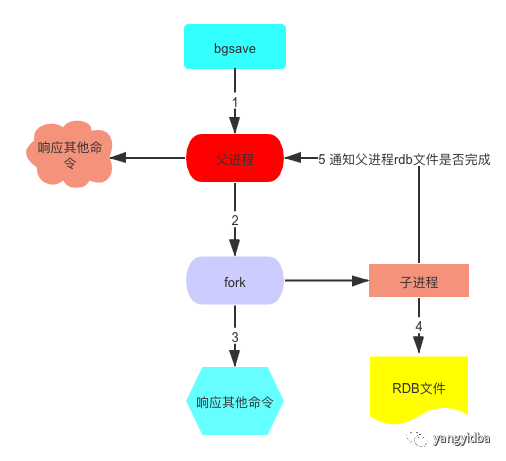 bgsave
1
响应其他命
令
父进程
5 通知父进程rdb文件是否完成
2
fork
子进程
3
4
响应其他命令
RDB文件
yangyidba